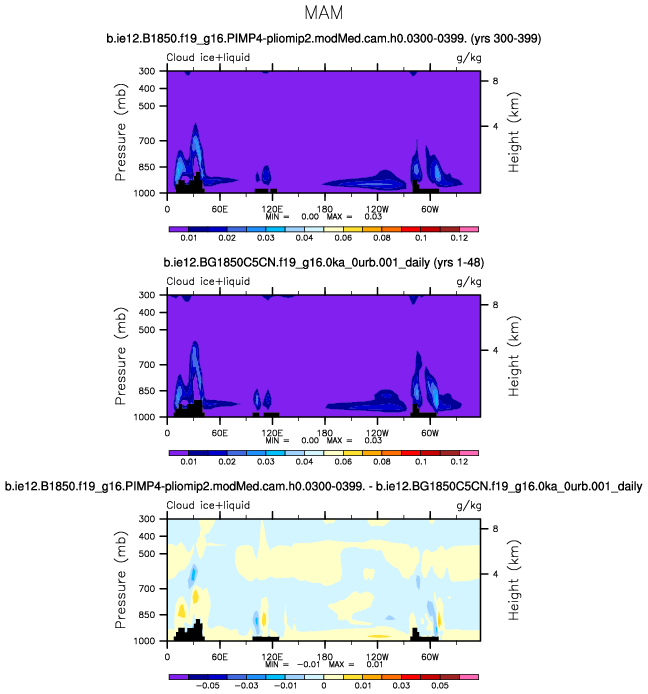 MAM
b.ie12.B1850.f19_g16.PIMP4-pliomip2.modMed.cam.h0.0300-0399. (yrs 300-399)
Cloud ice+liquid g/kg
300
400
500
700
850
1000
Pressure (mb)
8
4
Height (km)
0 60E 120E 180 120W 60W
MIN = 0.00 MAX = 0.03
0.01 0.02 0.03 0.04 0.06 0.08 0.10 0.12
b.ie12.BG1850C5CN.f19_g16.0ka_0urb.001_daily (yrs 1-48)
Cloud ice+liquid g/kg
300
400
500
700
850
1000
Pressure (mb)
8
4
Height (km)
0 60E 120E 180 120W 60W
MIN = 0.00 MAX = 0.03
0.01 0.02 0.03 0.04 0.06 0.08 0.10 0.12
b.ie12.B1850.f19_g16.PIMP4-pliomip2.modMed.cam.h0.0300-0399. - b.ie12.BG1850C5CN.f19_g16.0ka_0urb.001_daily
Cloud ice+liquid g/kg
300
400
500
700
850
1000
Pressure (mb)
8
4
Height (km)
0 60E 120E 180 120W 60W
MIN = -0.01 MAX = 0.01
-0.05 -0.03 -0.01 0 0.01 0.03 0.05